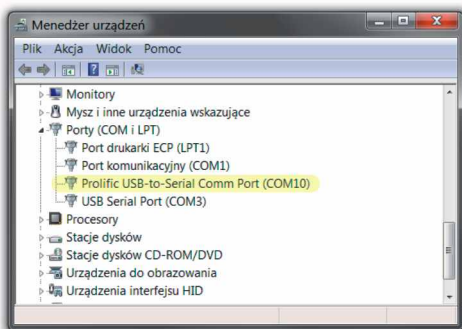 Menedżer urządzeń
Plik Akcja Widok Pomoc
Monitory
Mysz i inne urządzenia wskazujące
Porty (COM i LPT)
Port drukarki ECP (LPT1)
Port komunikacyjny (COM1)
Prolific USB-to-Serial Comm Port (COM10)
USB Serial Port (COM3)
Procesory
Stacje dysków
Stacje dysków CD-ROM/DVD
Urządzenia do obrazowania
Urządzenia interfejsu HID